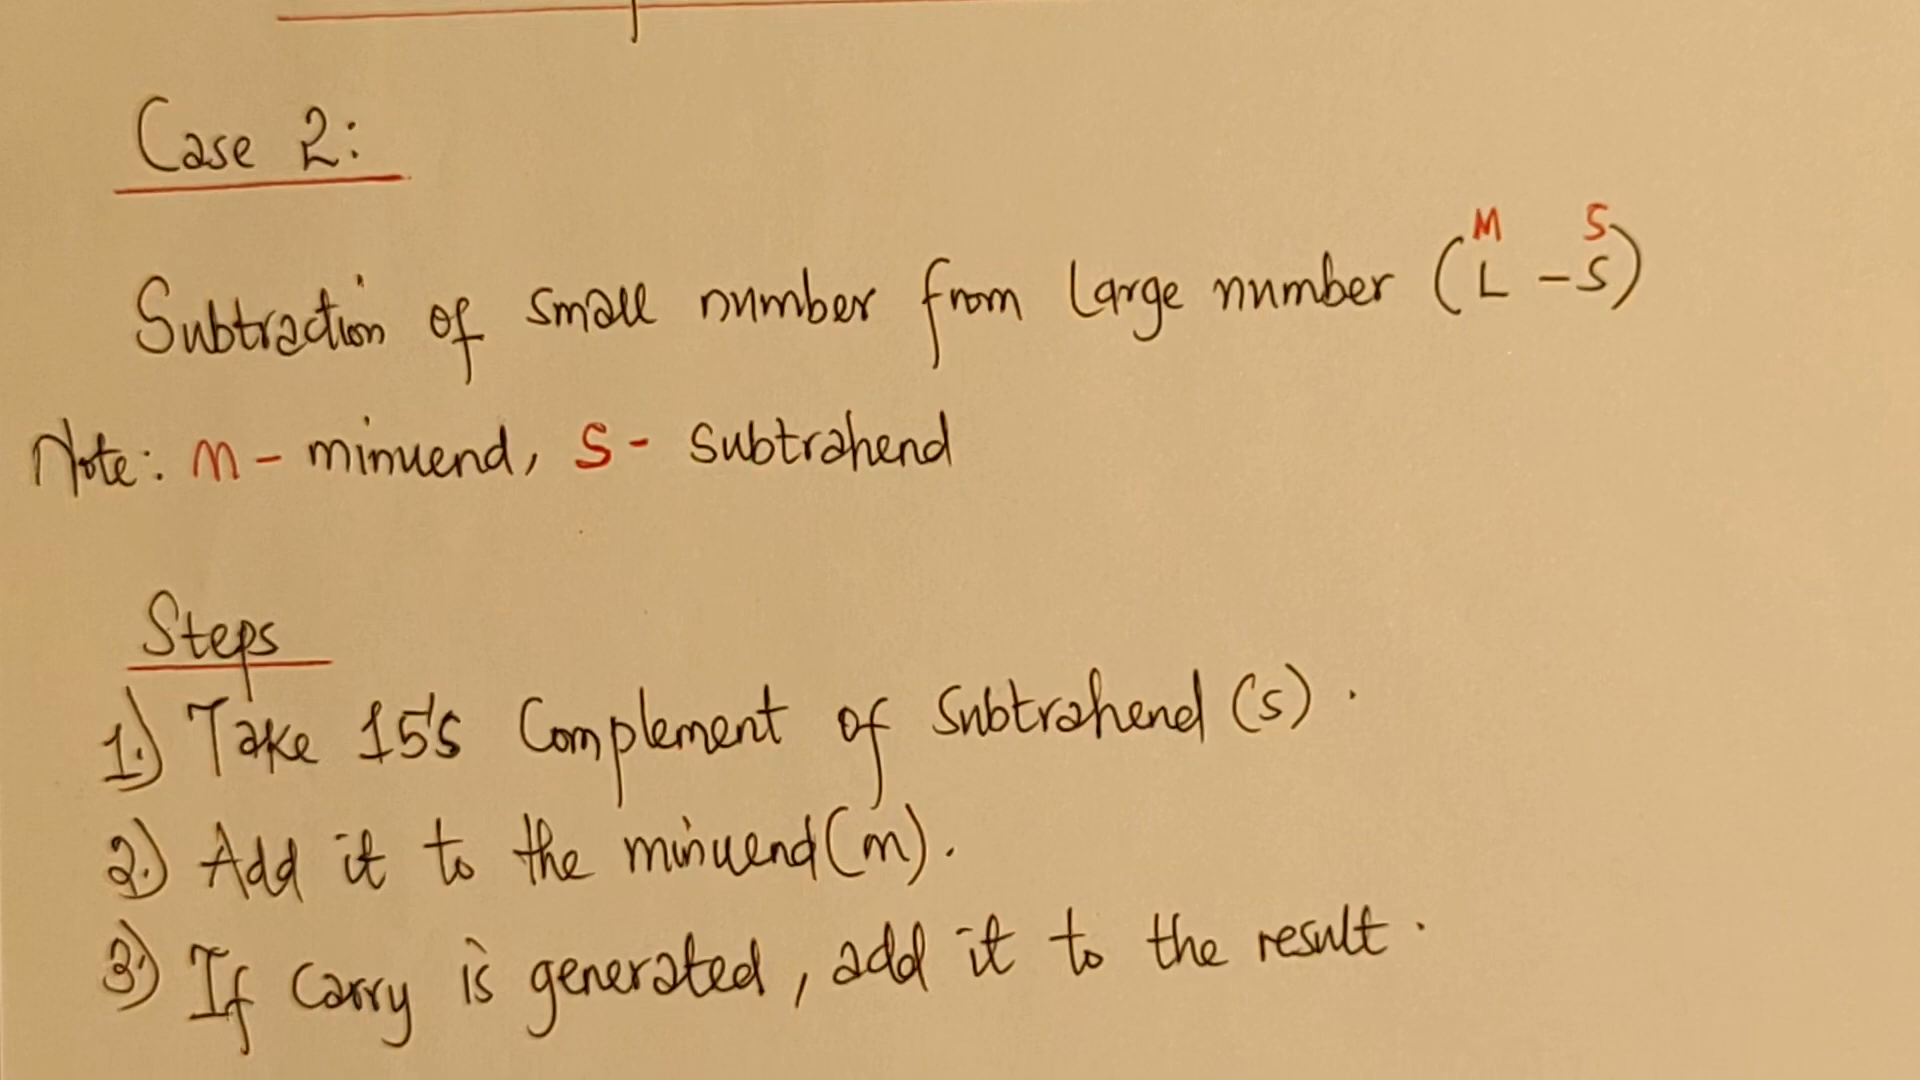 Case 2:
M S
Subtraction of small number from large number (L - S)
Note: m - minuend, S - Subtrahend
Steps
1.) Take 15's Complement of Subtrahend (s).
2.) Add it to the minuend (m).
3.) If Carry is generated, add it to the result.